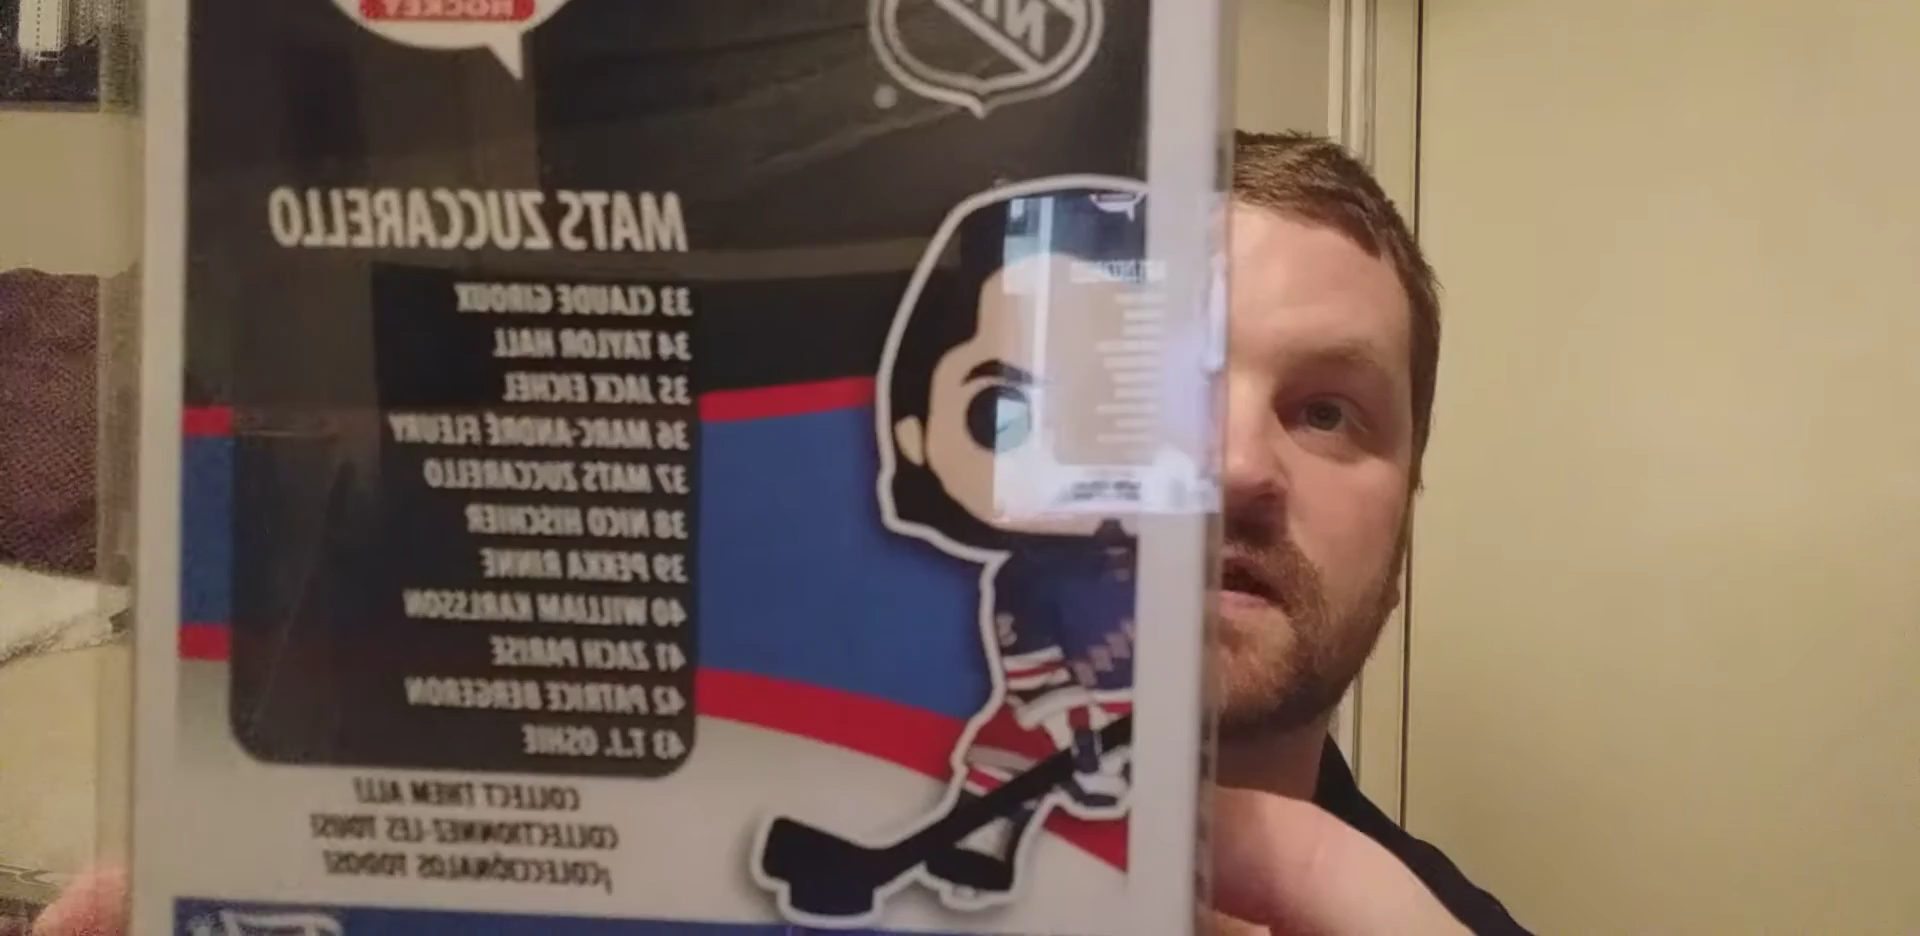 HOCKEY
MATS ZUCCARELLO
33 CLAUDE GIROUX
34 TAYLOR HALL
35 JACK EICHEL
36 MARC-ANDRÉ FLEURY
37 MATS ZUCCARELLO
38 NICO HISCHIER
39 PEKKA RINNE
40 WILLIAM KARLSSON
41 ZACH PARISE
42 PATRICE BERGERON
43 T.J. OSHIE
COLLECT THEM ALL!
COLLECTIONNEZ-LES TOUS!
¡COLECCIÓNALOS TODOS!